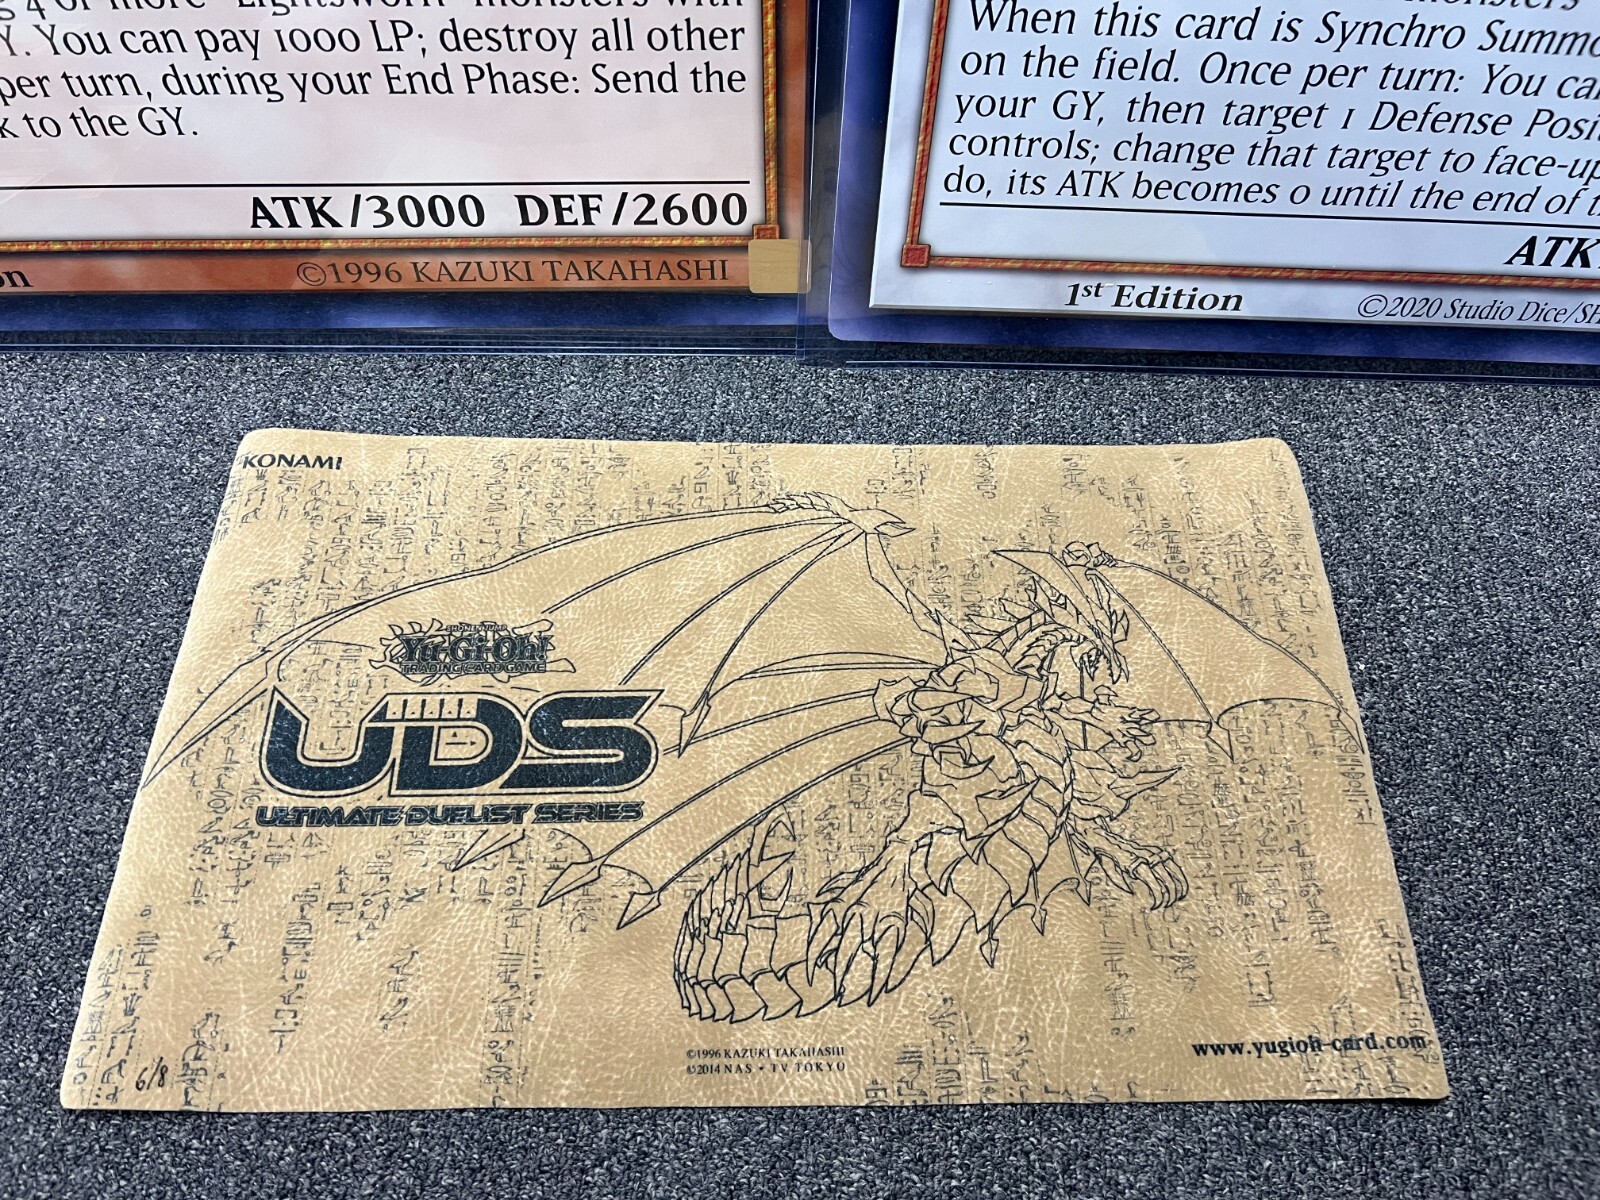 4 or more "Lightsworn" monsters with
Y. You can pay 1000 LP; destroy all other
per turn, during your End Phase: Send the
k to the GY.
ATK/3000 DEF/2600
on
©1996 KAZUKI TAKAHASHI
monsters
When this card is Synchro Summo
on the field. Once per turn: You ca
your GY, then target 1 Defense Posi
controls; change that target to face-up
do, its ATK becomes 0 until the end of t
ATK
1st Edition
©2020 Studio Dice/SH
KONAMI
SHONEN JUMP
Yu-Gi-Oh!
TRADING CARD GAME
UDS
ULTIMATE DUELIST SERIES
6/8
©1996 KAZUKI TAKAHASHI
©2014 NAS • TV TOKYO
www.yugioh-card.com